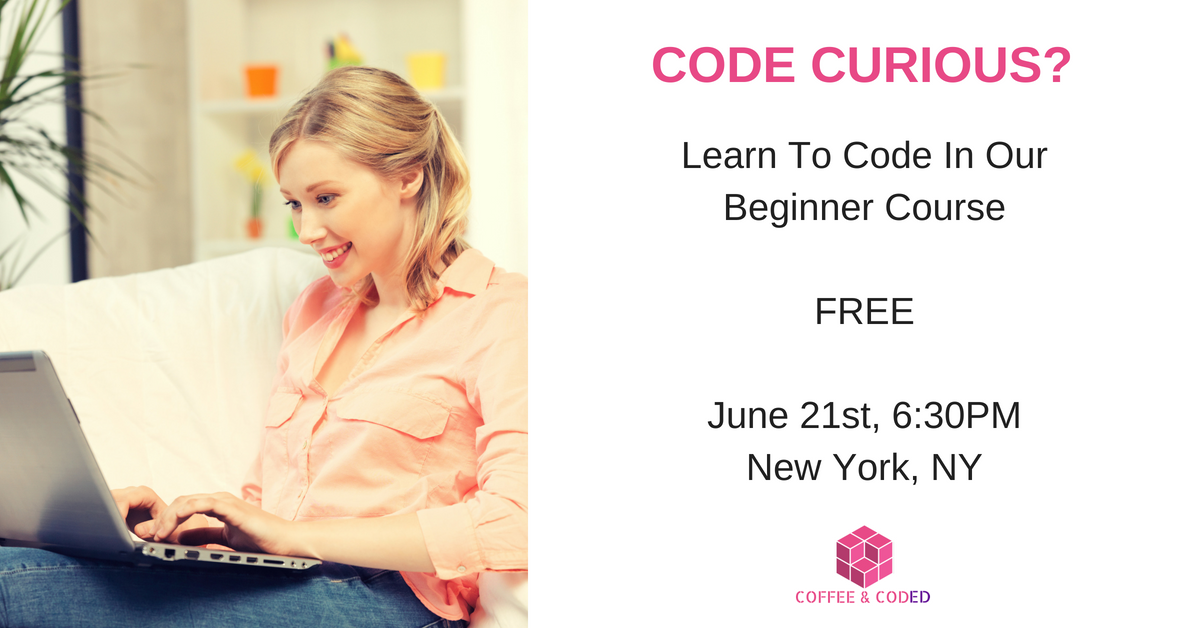 CODE CURIOUS?
Learn To Code In Our
Beginner Course
FREE
June 21st, 6:30PM
New York, NY
COFFEE & CODED